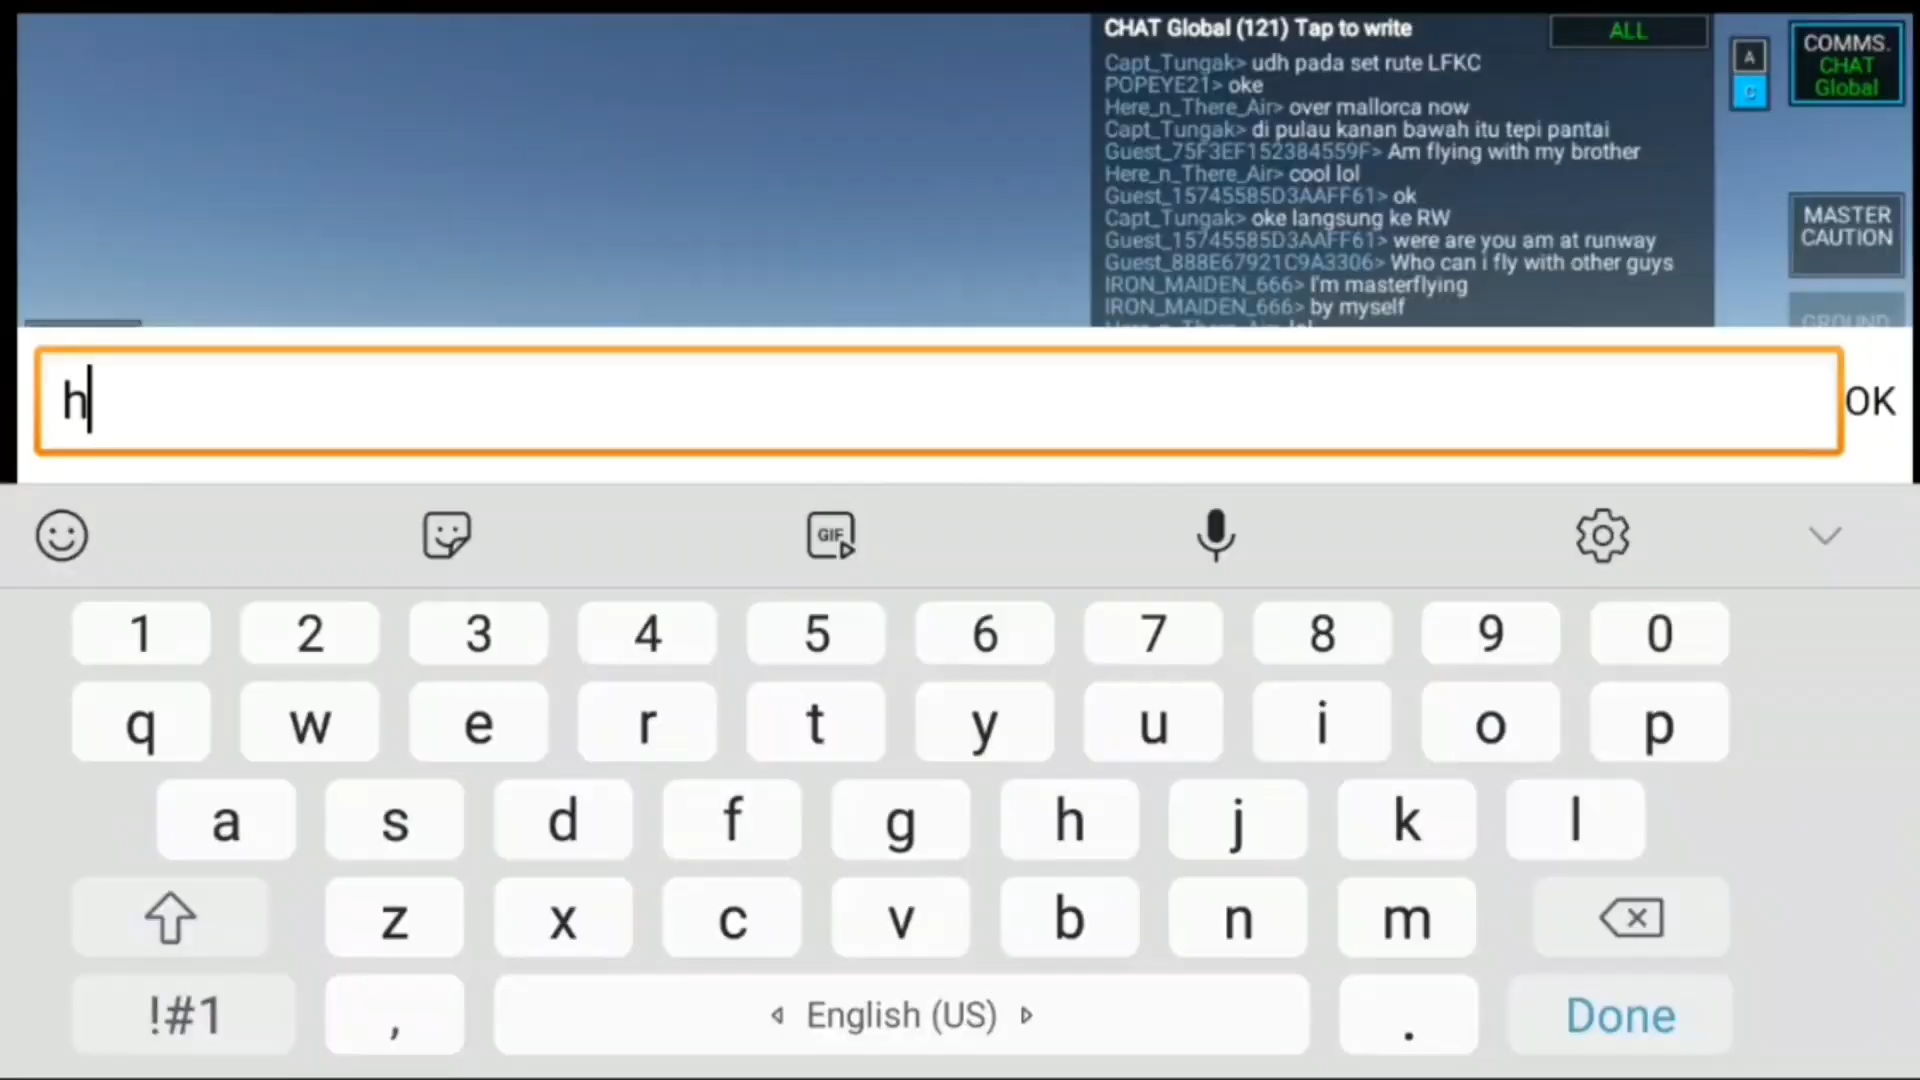 CHAT Global (121) Tap to write
ALL
Capt_Tungak> udh pada set rute LFKC
POPEYE21> oke
Here_n_There_Air> over mallorca now
Capt_Tungak> di pulau kanan bawah itu tepi pantai
Guest_75F3EF152384559F> Am flying with my brother
Here_n_There_Air> cool lol
Guest_15745585D3AAFF61> ok
Capt_Tungak> oke langsung ke RW
Guest_15745585D3AAFF61> were are you am at runway
Guest_888E67921C9A3306> Who can i fly with other guys
IRON_MAIDEN_666> I'm masterflying
IRON_MAIDEN_666> by myself
A
C
COMMS.
CHAT
Global
MASTER
CAUTION
GROUND
h
OK
GIF
1 2 3 4 5 6 7 8 9 0
q w e r t y u i o p
a s d f g h j k l
z x c v b n m
!#1 , English (US) . Done